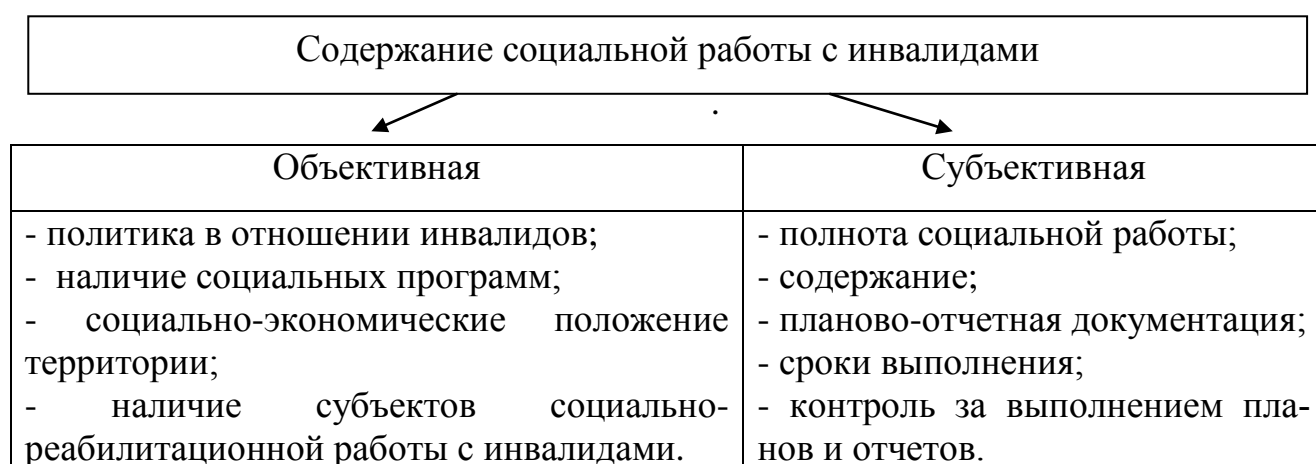 Содержание социальной работы с инвалидами
.
Объективная
- политика в отношении инвалидов;
- наличие социальных программ;
- социально-экономические положение
территории;
- наличие субъектов социально-
реабилитационной работы с инвалидами.
Субъективная
- полнота социальной работы;
- содержание;
- планово-отчетная документация;
- сроки выполнения;
- контроль за выполнением пла-
нов и отчетов.